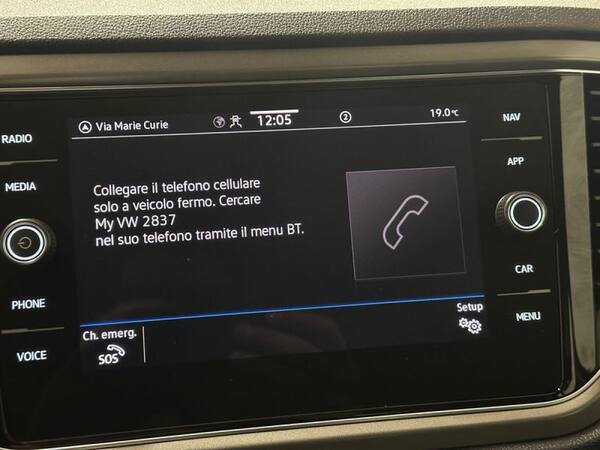 RADIO
MEDIA
PHONE
VOICE
Via Marie Curie 12:05 2 19.0°C
Collegare il telefono cellulare
solo a veicolo fermo. Cercare
My VW 2837
nel suo telefono tramite il menu BT.
Ch. emerg.
SOS
Setup
NAV
APP
CAR
MENU